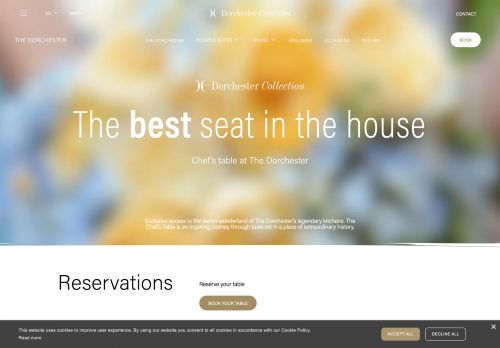 EN
SHOP
Dorchester Collection
CONTACT
THE DORCHESTER
THE DORCHESTER
ROOMS & SUITES
DINING
WELLNESS
OCCASIONS
GALLERY
BOOK
Dorchester Collection
The best seat in the house
Chef's table at The Dorchester
Exclusive access to the secret wonderland of The Dorchester's legendary kitchens. The
Chef's Table is an inspiring journey through taste set in a place of extraordinary history.
Reservations
Reserve your table
BOOK YOUR TABLE
This website uses cookies to improve user experience. By using our website you consent to all cookies in accordance with our Cookie Policy.
Read more
ACCEPT ALL
DECLINE ALL